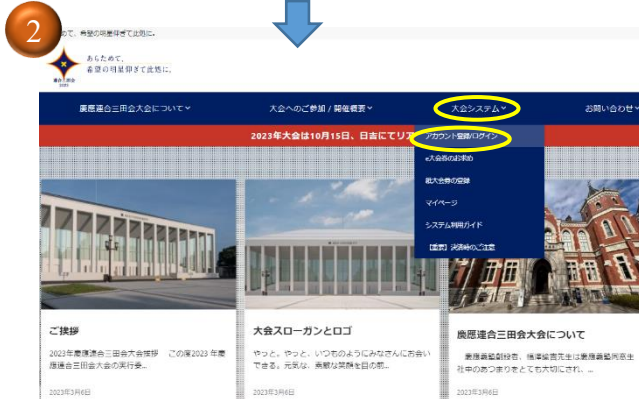 2
めて、希望の明星仰ぎて此処に。
あらためて、
希望の明星仰ぎて此処に。
慶應連合三田会大会について
大会へのご参加 / 開催概要
大会システム
お問い合わせ
2023年大会は10月15日、日吉にてリア
アカウント登録/ログイン
e大会券のお求め
紙大会券の登録
マイページ
システム利用ガイド
【重要】決済時のご注意
ご挨拶
大会スローガンとロゴ
慶應連合三田会大会について
2023年慶應連合三田会大会挨拶 この度2023 年慶
應連合三田会大会の実行委...
やっと、やっと、いつものようにみなさんにお会い
できる。元気な、素敵な笑顔を目の前...
慶應義塾創設者、福澤諭吉先生は慶應義塾同窓生
社中のあつまりをとても大切にされ、...
2023年3月6日
2023年3月6日
2023年3月6日